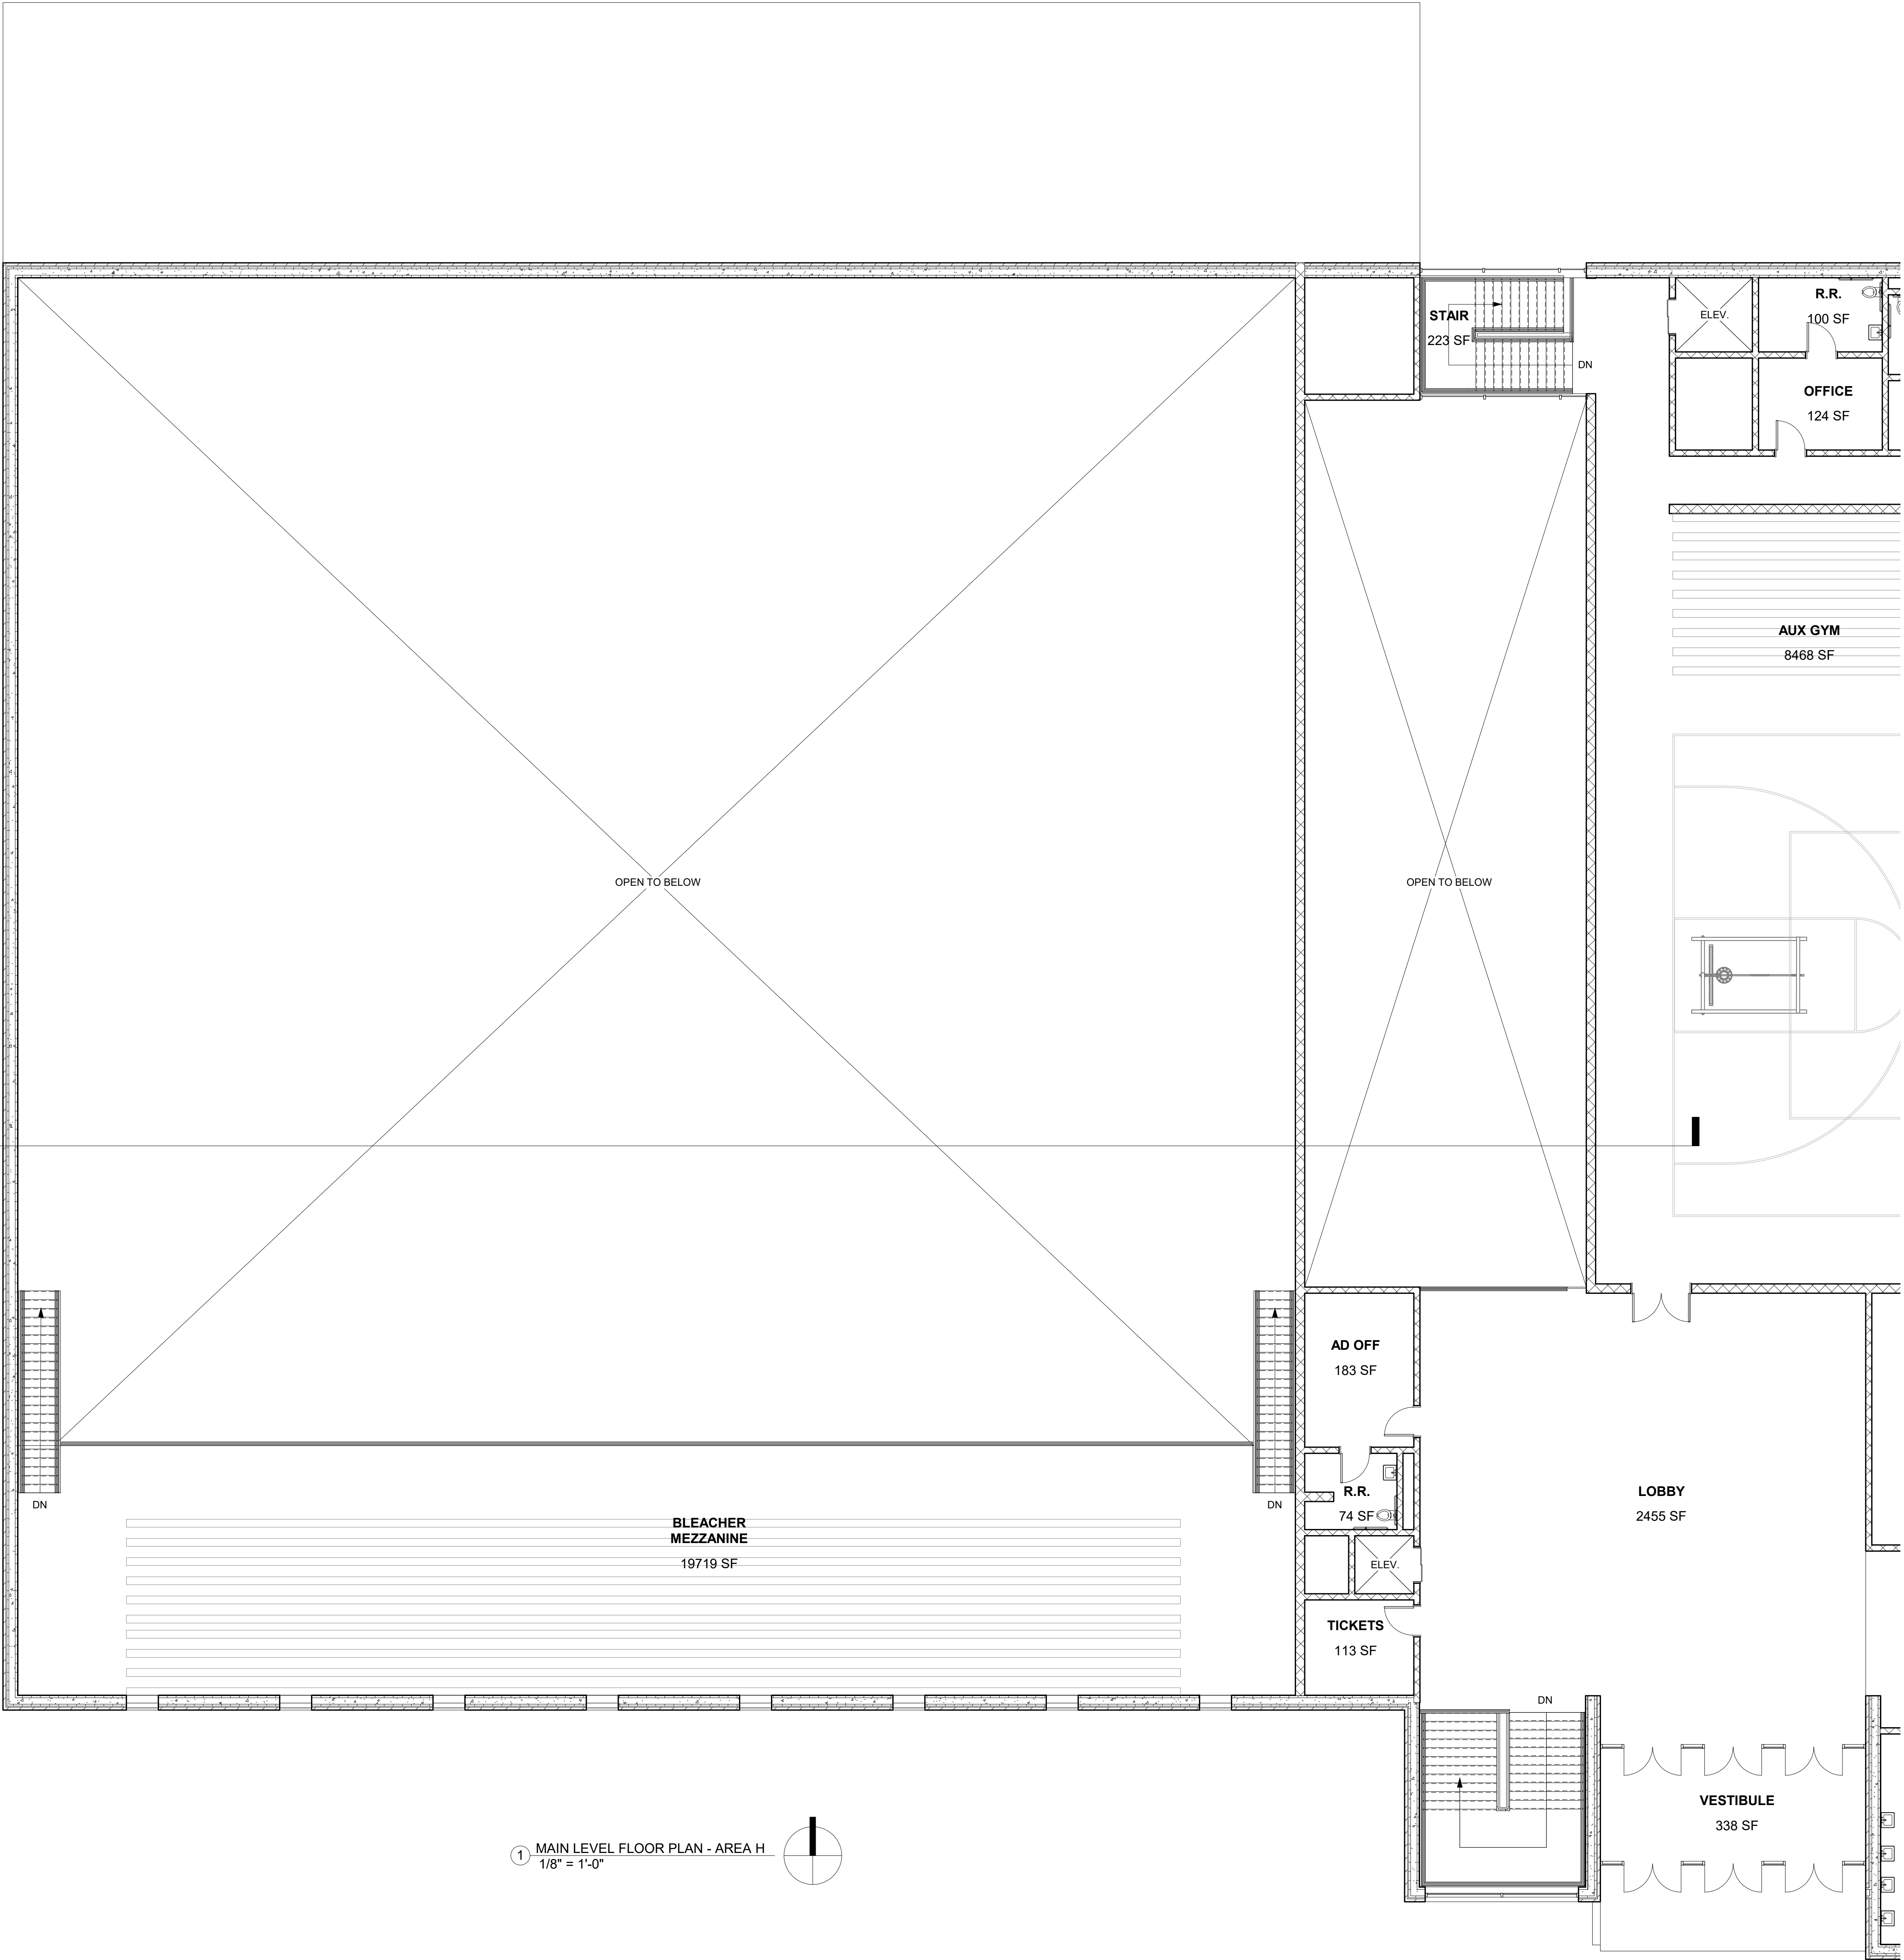 R.R.
100 SF
ELEV.
STAIR
223 SF
DN
OFFICE
124 SF
AUX GYM
8468 SF
OPEN TO BELOW
OPEN TO BELOW
AD OFF
183 SF
DN
DN
R.R.
74 SF
LOBBY
2455 SF
BLEACHER
MEZZANINE
19719 SF
ELEV.
TICKETS
113 SF
DN
VESTIBULE
338 SF
1 MAIN LEVEL FLOOR PLAN - AREA H
1/8" = 1'-0"